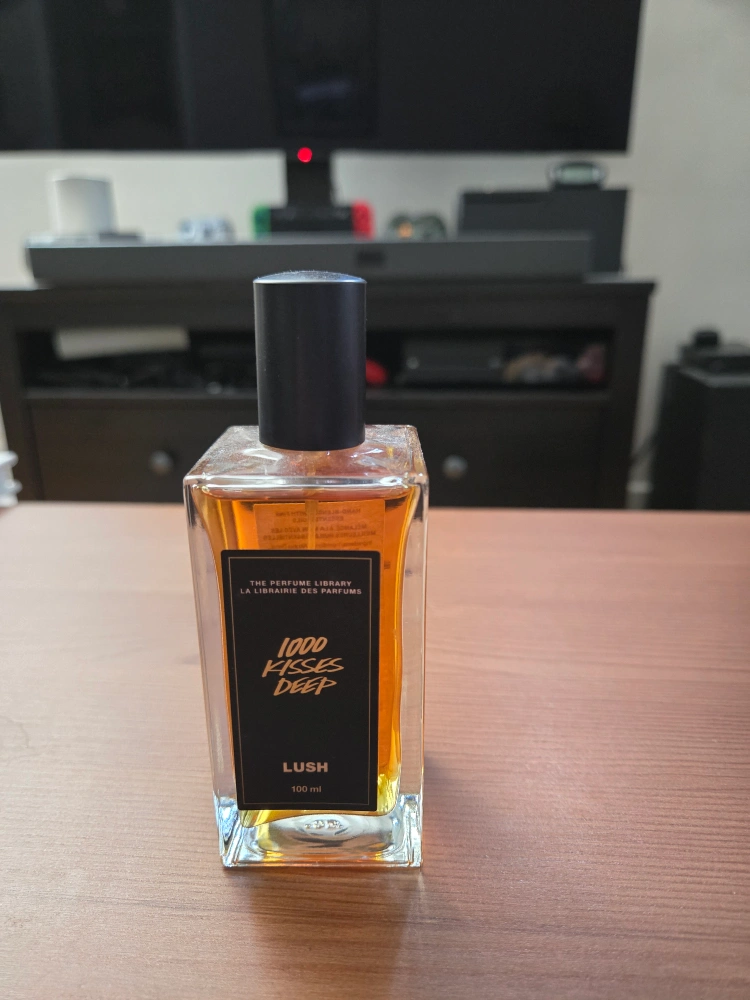 THE PERFUME LIBRARY
LA LIBRAIRIE DES PARFUMS
1000
KISSES
DEEP
LUSH
100 ml